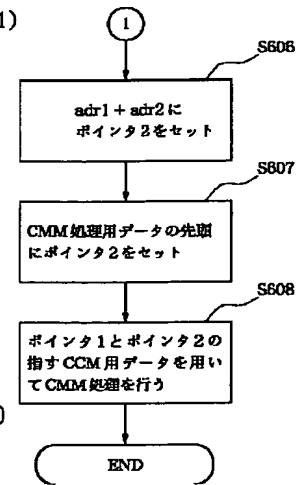 1)
1
S606
adr1 + adr2に
ポインタ2をセット
S607
CMM処理用データの先頭
にポインタ2をセット
S608
ポインタ1とポインタ2の
指すCCM用データを用い
てCMM処理を行う
)
END